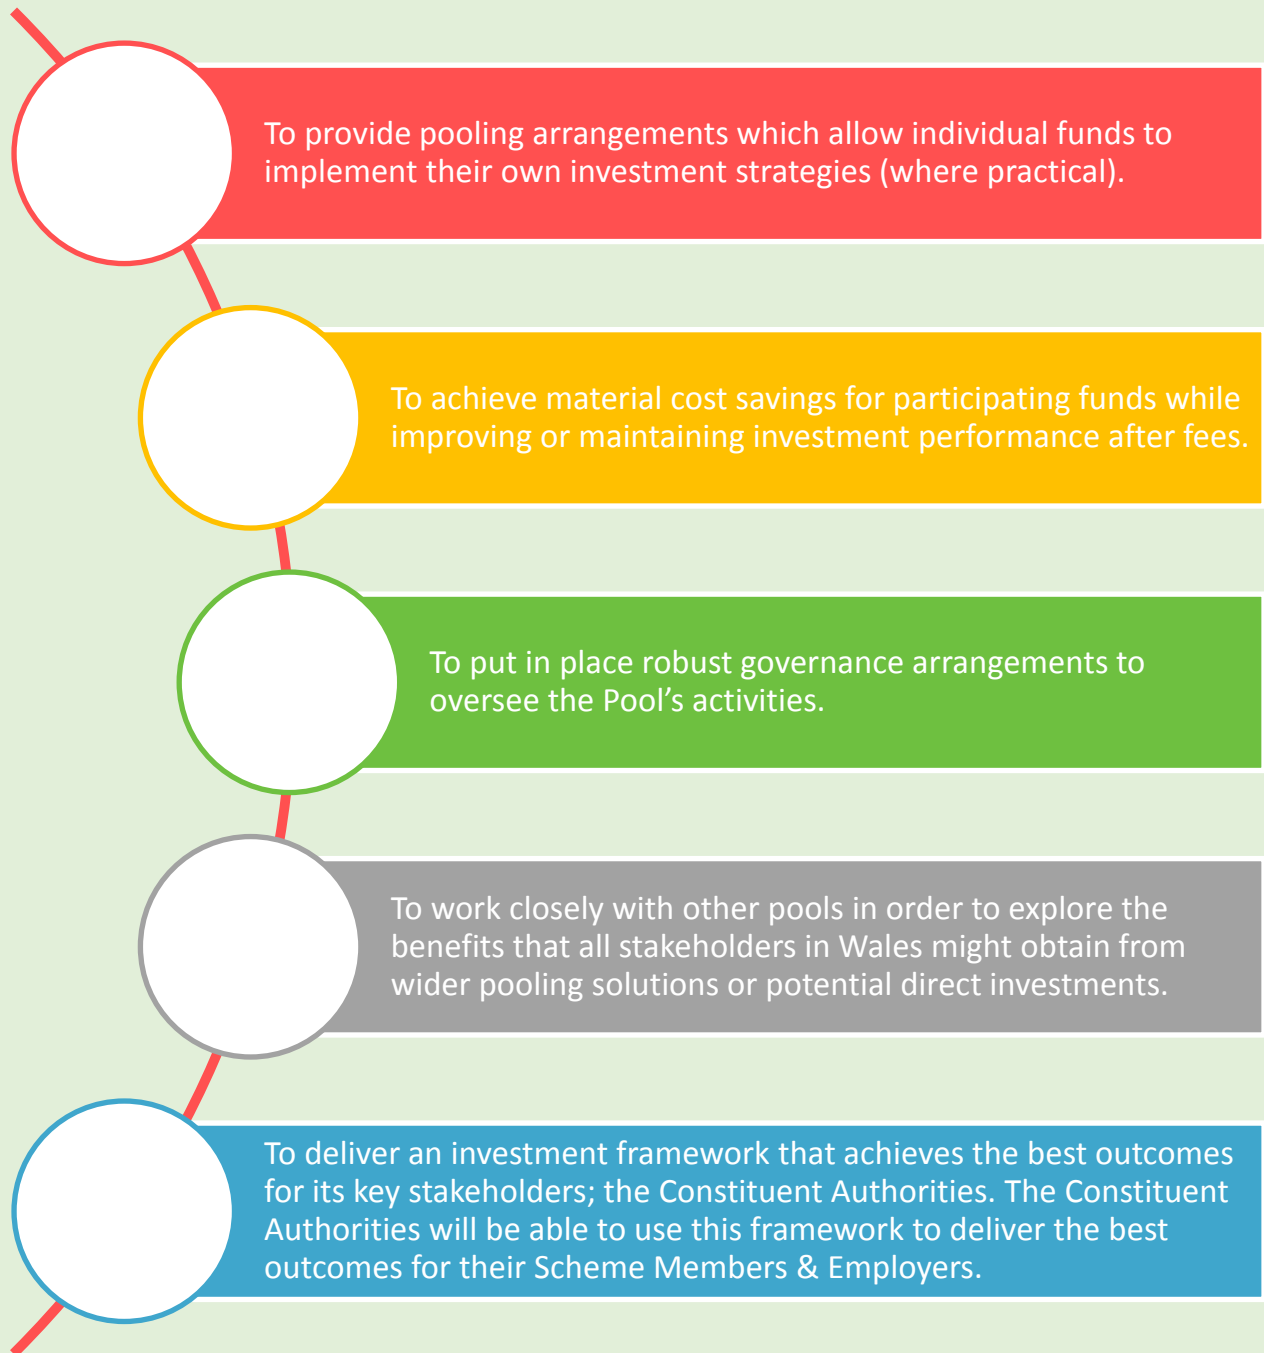 To provide pooling arrangements which allow individual funds to
implement their own investment strategies (where practical).
To achieve material cost savings for participating funds while
improving or maintaining investment performance after fees.
To put in place robust governance arrangements to
oversee the Pool’s activities.
To work closely with other pools in order to explore the
benefits that all stakeholders in Wales might obtain from
wider pooling solutions or potential direct investments.
To deliver an investment framework that achieves the best outcomes
for its key stakeholders; the Constituent Authorities. The Constituent
Authorities will be able to use this framework to deliver the best
outcomes for their Scheme Members & Employers.